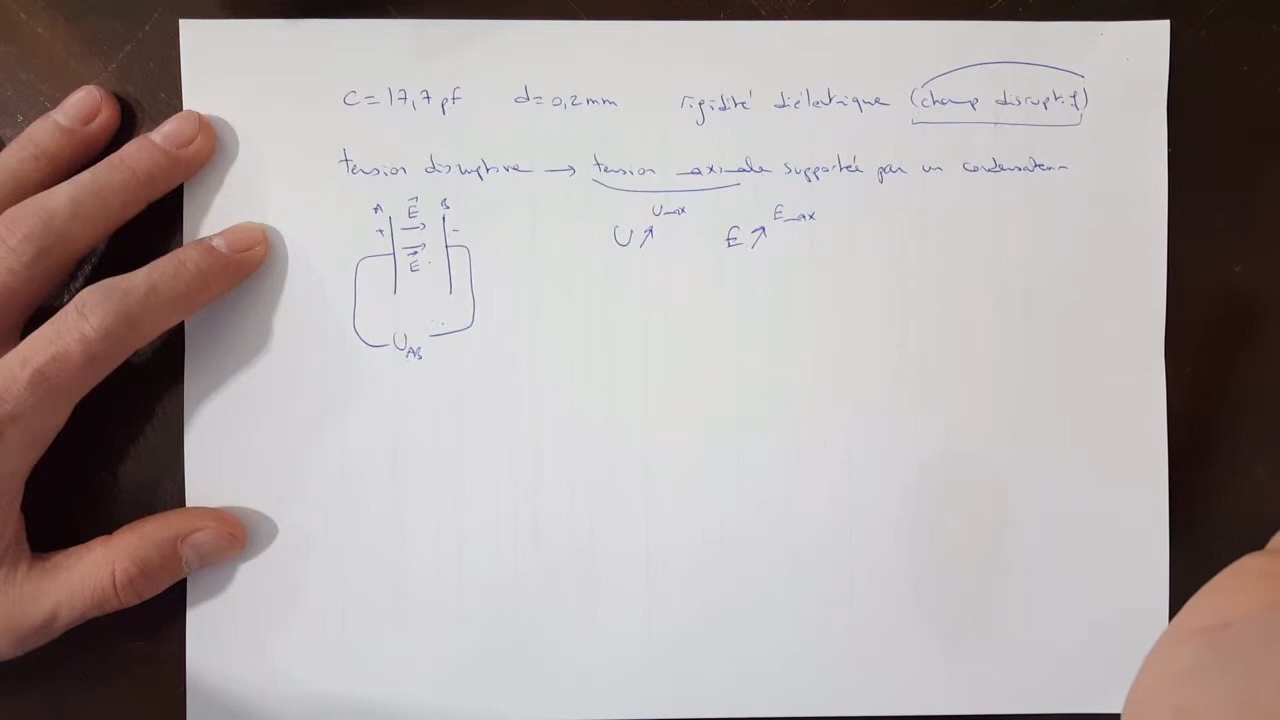 C = 17,7 pf d = 0,2 mm rigidité diélectrique (champ disruptif)
tension disruptive → tension maximale supportée par un condensateur
A E⃗ B
+ -
E⃗
U ↗ Umax E ↗ Emax
U_AB